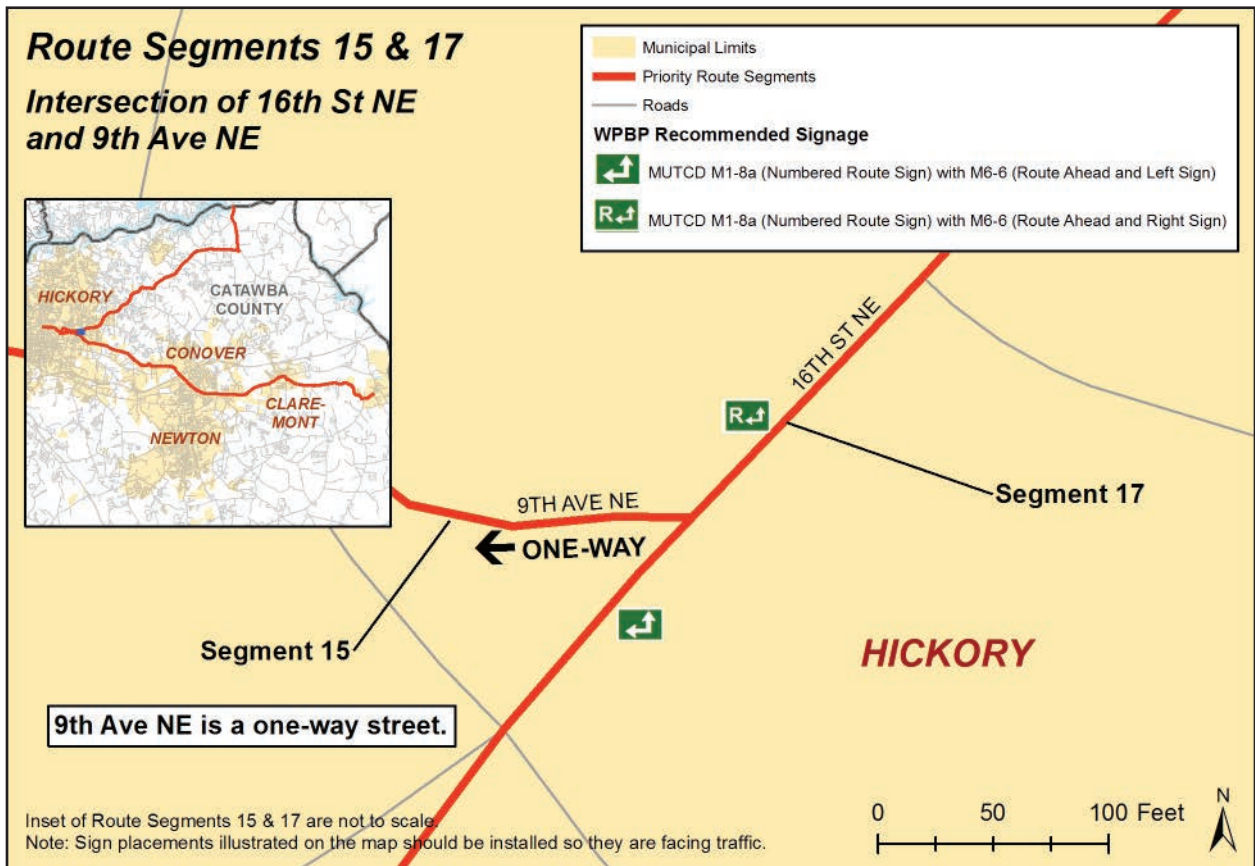 Route Segments 15 & 17
Intersection of 16th St NE
and 9th Ave NE
Municipal Limits
Priority Route Segments
Roads
WPBP Recommended Signage
MUTCD M1-8a (Numbered Route Sign) with M6-6 (Route Ahead and Left Sign)
R
MUTCD M1-8a (Numbered Route Sign) with M6-6 (Route Ahead and Right Sign)
HICKORY
CATAWBA
COUNTY
CONOVER
CLARE-
MONT
NEWTON
16TH ST NE
R
Segment 17
9TH AVE NE
ONE-WAY
Segment 15
HICKORY
9th Ave NE is a one-way street.
Inset of Route Segments 15 & 17 are not to scale.
Note: Sign placements illustrated on the map should be installed so they are facing traffic.
0 50 100 Feet
N